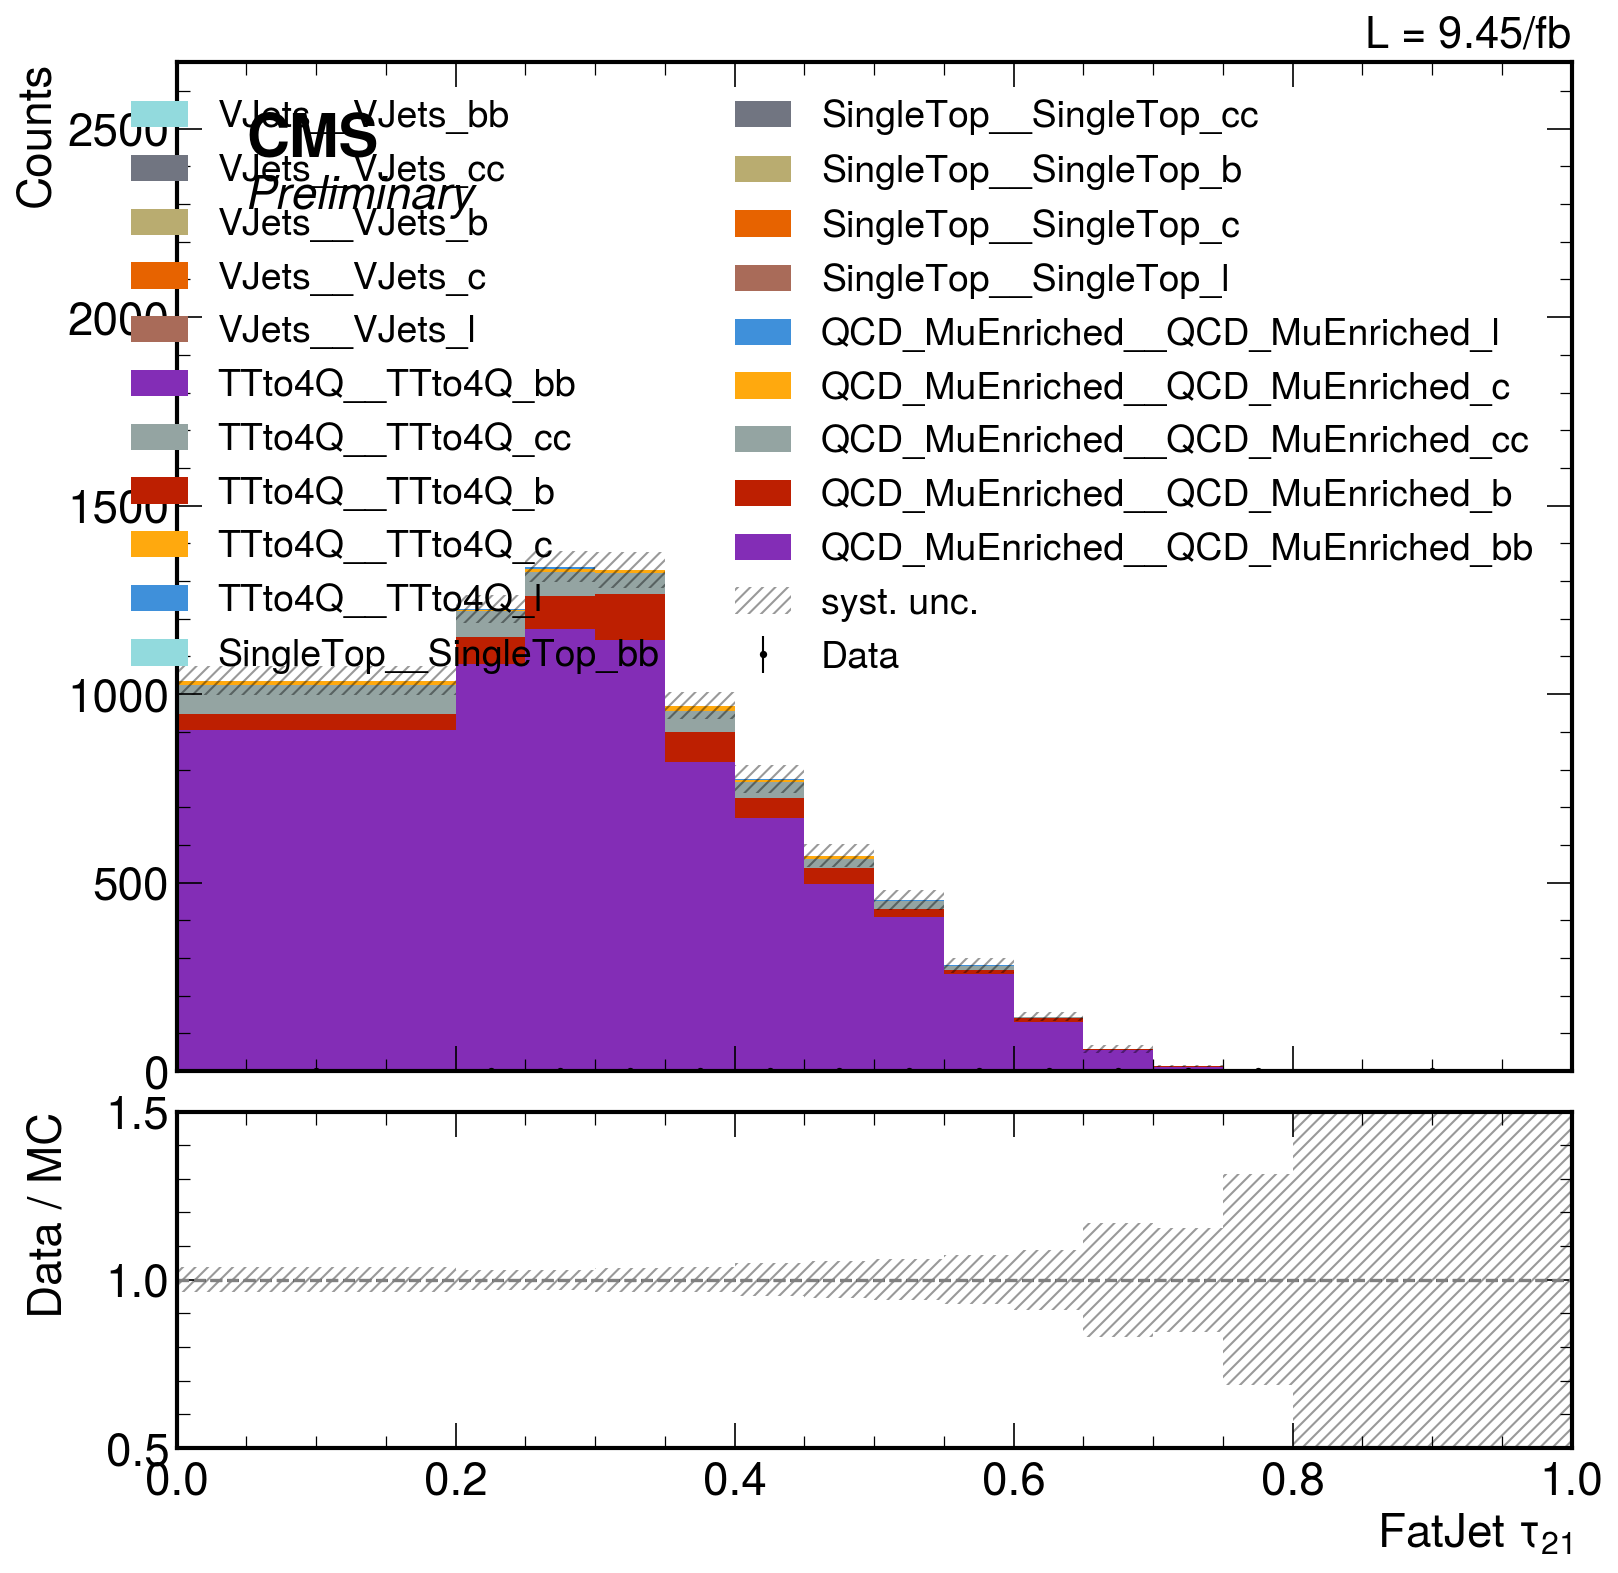 L = 9.45/fb
Counts
CMS
Preliminary
VJets__VJets_bb
VJets__VJets_cc
VJets__VJets_b
VJets__VJets_c
VJets__VJets_l
TTto4Q__TTto4Q_bb
TTto4Q__TTto4Q_cc
TTto4Q__TTto4Q_b
TTto4Q__TTto4Q_c
TTto4Q__TTto4Q_l
SingleTop__SingleTop_bb
SingleTop__SingleTop_cc
SingleTop__SingleTop_b
SingleTop__SingleTop_c
SingleTop__SingleTop_l
QCD_MuEnriched__QCD_MuEnriched_l
QCD_MuEnriched__QCD_MuEnriched_c
QCD_MuEnriched__QCD_MuEnriched_cc
QCD_MuEnriched__QCD_MuEnriched_b
QCD_MuEnriched__QCD_MuEnriched_bb
syst. unc.
Data
2500
2000
1500
1000
500
0
Data / MC
1.5
1.0
0.5
0.0 0.2 0.4 0.6 0.8 1.0
FatJet τ21